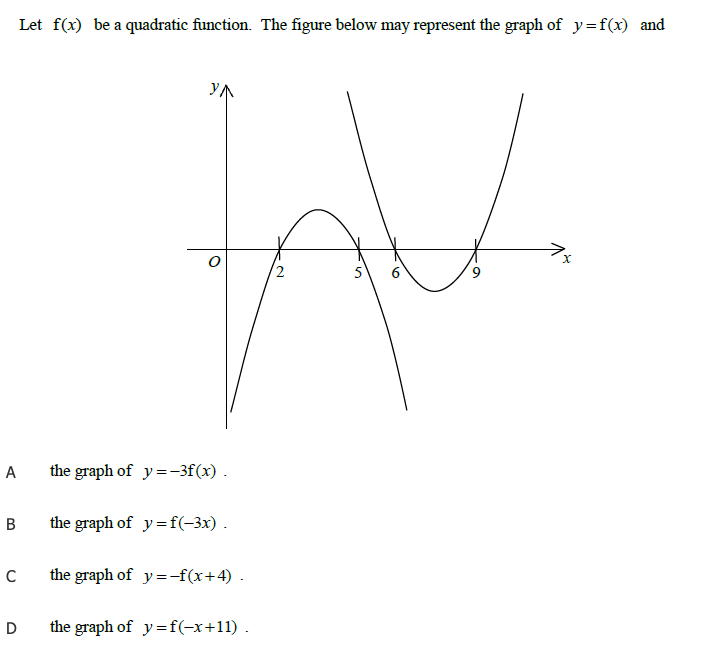 Let f(x) be a quadratic function. The figure below may represent the graph of y=f(x) and
y
O
2
5
6
9
x
A the graph of y=−3f(x) .
B the graph of y=f(−3x) .
C the graph of y=−f(x+4) .
D the graph of y=f(−x+11) .